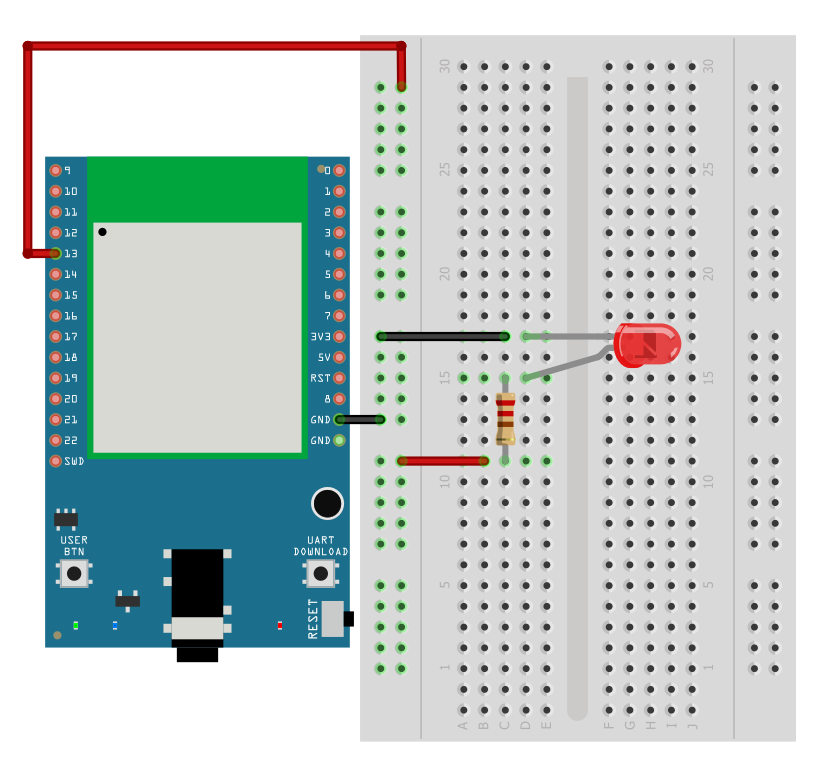 9
10
11
12
13
14
15
16
17
18
19
20
21
22
SWD
0
1
2
3
4
5
6
7
3V3
5V
RST
8
GND
GND
USER
BTN
UART
DOWNLOAD
RESET
30 30
25 25
20 20
15 15
10 10
5 5
1 1
A B C D E F G H I J